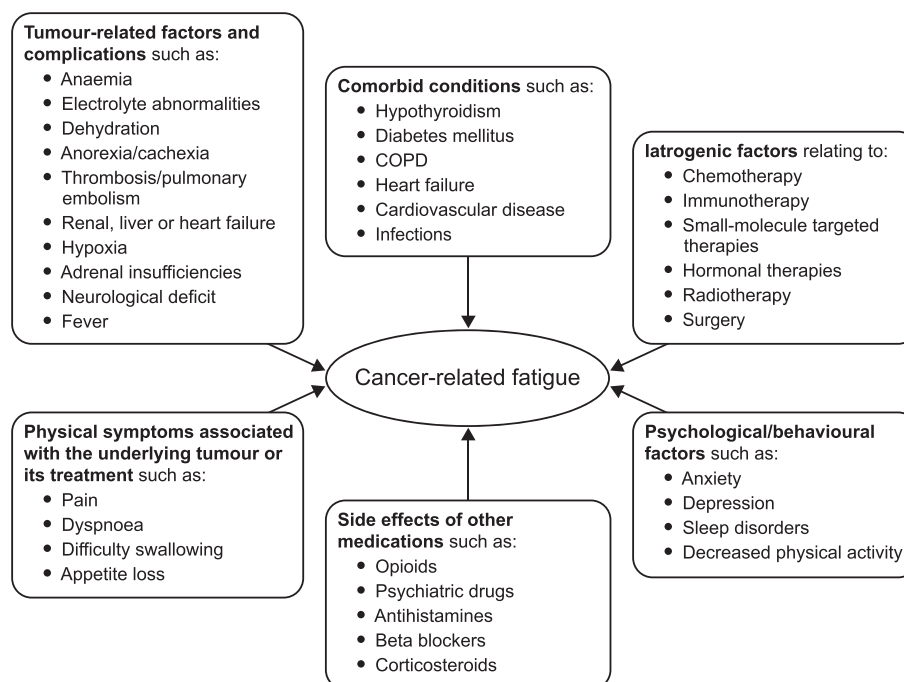 Tumour-related factors and
complications such as:
• Anaemia
• Electrolyte abnormalities
• Dehydration
• Anorexia/cachexia
• Thrombosis/pulmonary
embolism
• Renal, liver or heart failure
• Hypoxia
• Adrenal insufficiencies
• Neurological deficit
• Fever
Comorbid conditions such as:
• Hypothyroidism
• Diabetes mellitus
• COPD
• Heart failure
• Cardiovascular disease
• Infections
Iatrogenic factors relating to:
• Chemotherapy
• Immunotherapy
• Small-molecule targeted
therapies
• Hormonal therapies
• Radiotherapy
• Surgery
Cancer-related fatigue
Physical symptoms associated
with the underlying tumour or
its treatment such as:
• Pain
• Dyspnoea
• Difficulty swallowing
• Appetite loss
Side effects of other
medications such as:
• Opioids
• Psychiatric drugs
• Antihistamines
• Beta blockers
• Corticosteroids
Psychological/behavioural
factors such as:
• Anxiety
• Depression
• Sleep disorders
• Decreased physical activity